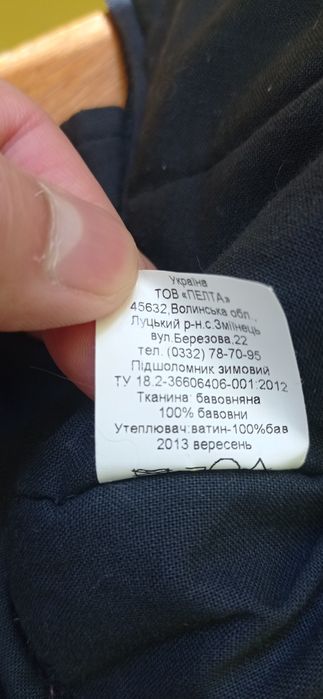 Україна
ТОВ «ПЕЛТА»
45632,Волинська обл.,
Луцький р-н.с.Зміїнець
вул.Березова,22
тел. (0332) 78-70-95
Підшоломник зимовий
ТУ 18.2-36606406-001:2012
Тканина: бавовняна
100% бавовни
Утеплювач:ватин-100%бав
2013 вересень